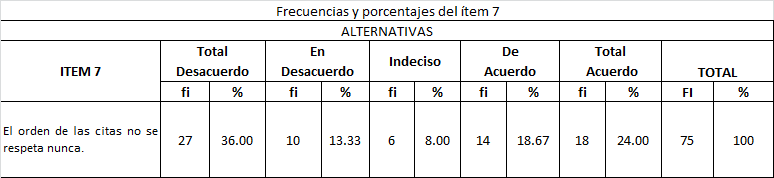 Frecuencias y porcentajes del ítem 7
ALTERNATIVAS
ITEM 7 Total Desacuerdo En Desacuerdo Indeciso De Acuerdo Total Acuerdo TOTAL
fi % fi % fi % fi % fi % FI %
El orden de las citas no se respeta nunca. 27 36.00 10 13.33 6 8.00 14 18.67 18 24.00 75 100